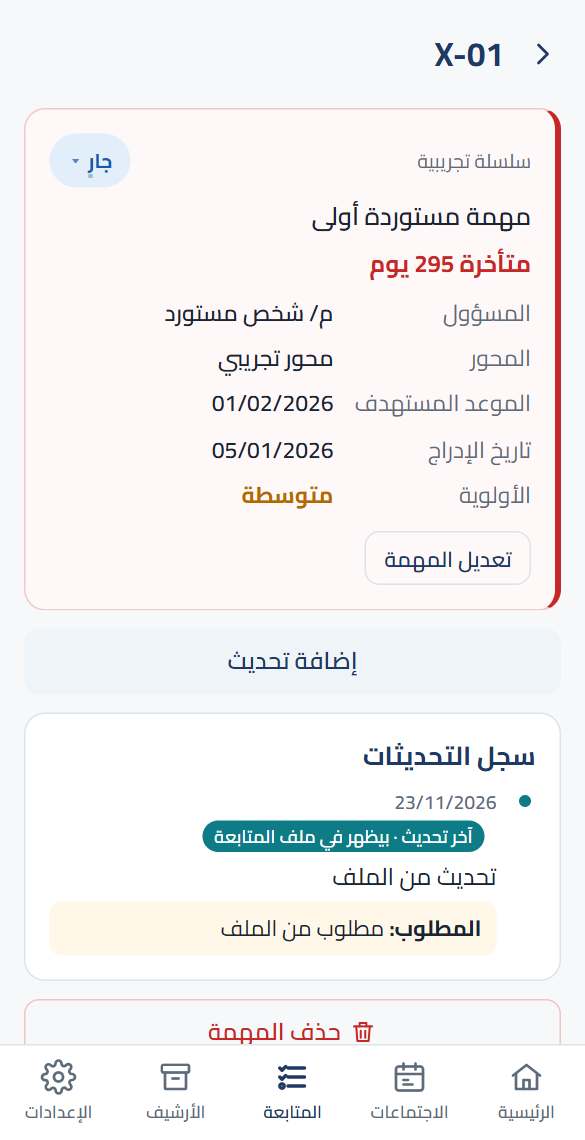 X-01
سلسلة تجريبية
جارٍ
مهمة مستوردة أولى
متأخرة 295 يوم
المسؤول م/ شخص مستورد
المحور محور تجريبي
الموعد المستهدف 01/02/2026
تاريخ الإدراج 05/01/2026
الأولوية متوسطة
تعديل المهمة
إضافة تحديث
سجل التحديثات
23/11/2026
آخر تحديث · بيظهر في ملف المتابعة
تحديث من الملف
المطلوب: مطلوب من الملف
حذف المهمة
الرئيسية
الاجتماعات
المتابعة
الأرشيف
الإعدادات